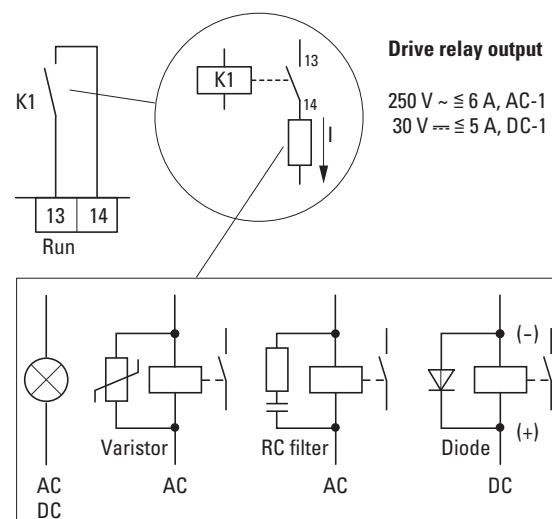 Drive relay output
250 V ~ ≦ 6 A, AC-1
30 V ⎓ ≦ 5 A, DC-1
K1
13 14
Run
K1
13
14
I
Varistor
RC filter
Diode
(–)
(+)
AC
DC
AC
AC
DC